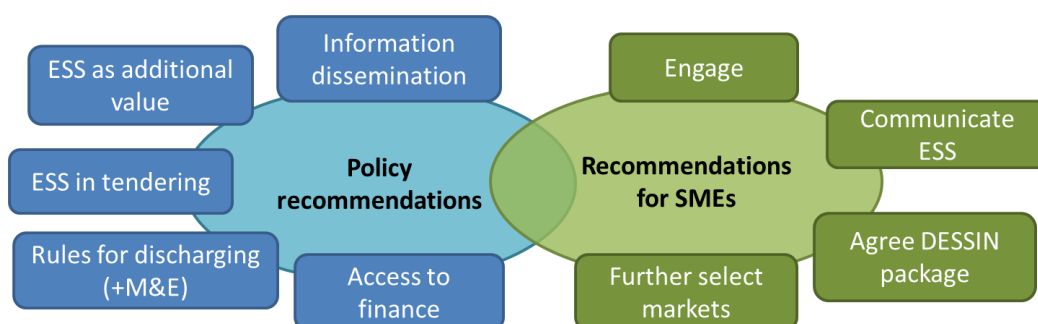 Information
dissemination
ESS as additional
value
ESS in tendering
Rules for discharging
(+M&E)
Access to
finance
Policy
recommendations
Recommendations
for SMEs
Engage
Communicate
ESS
Agree DESSIN
package
Further select
markets